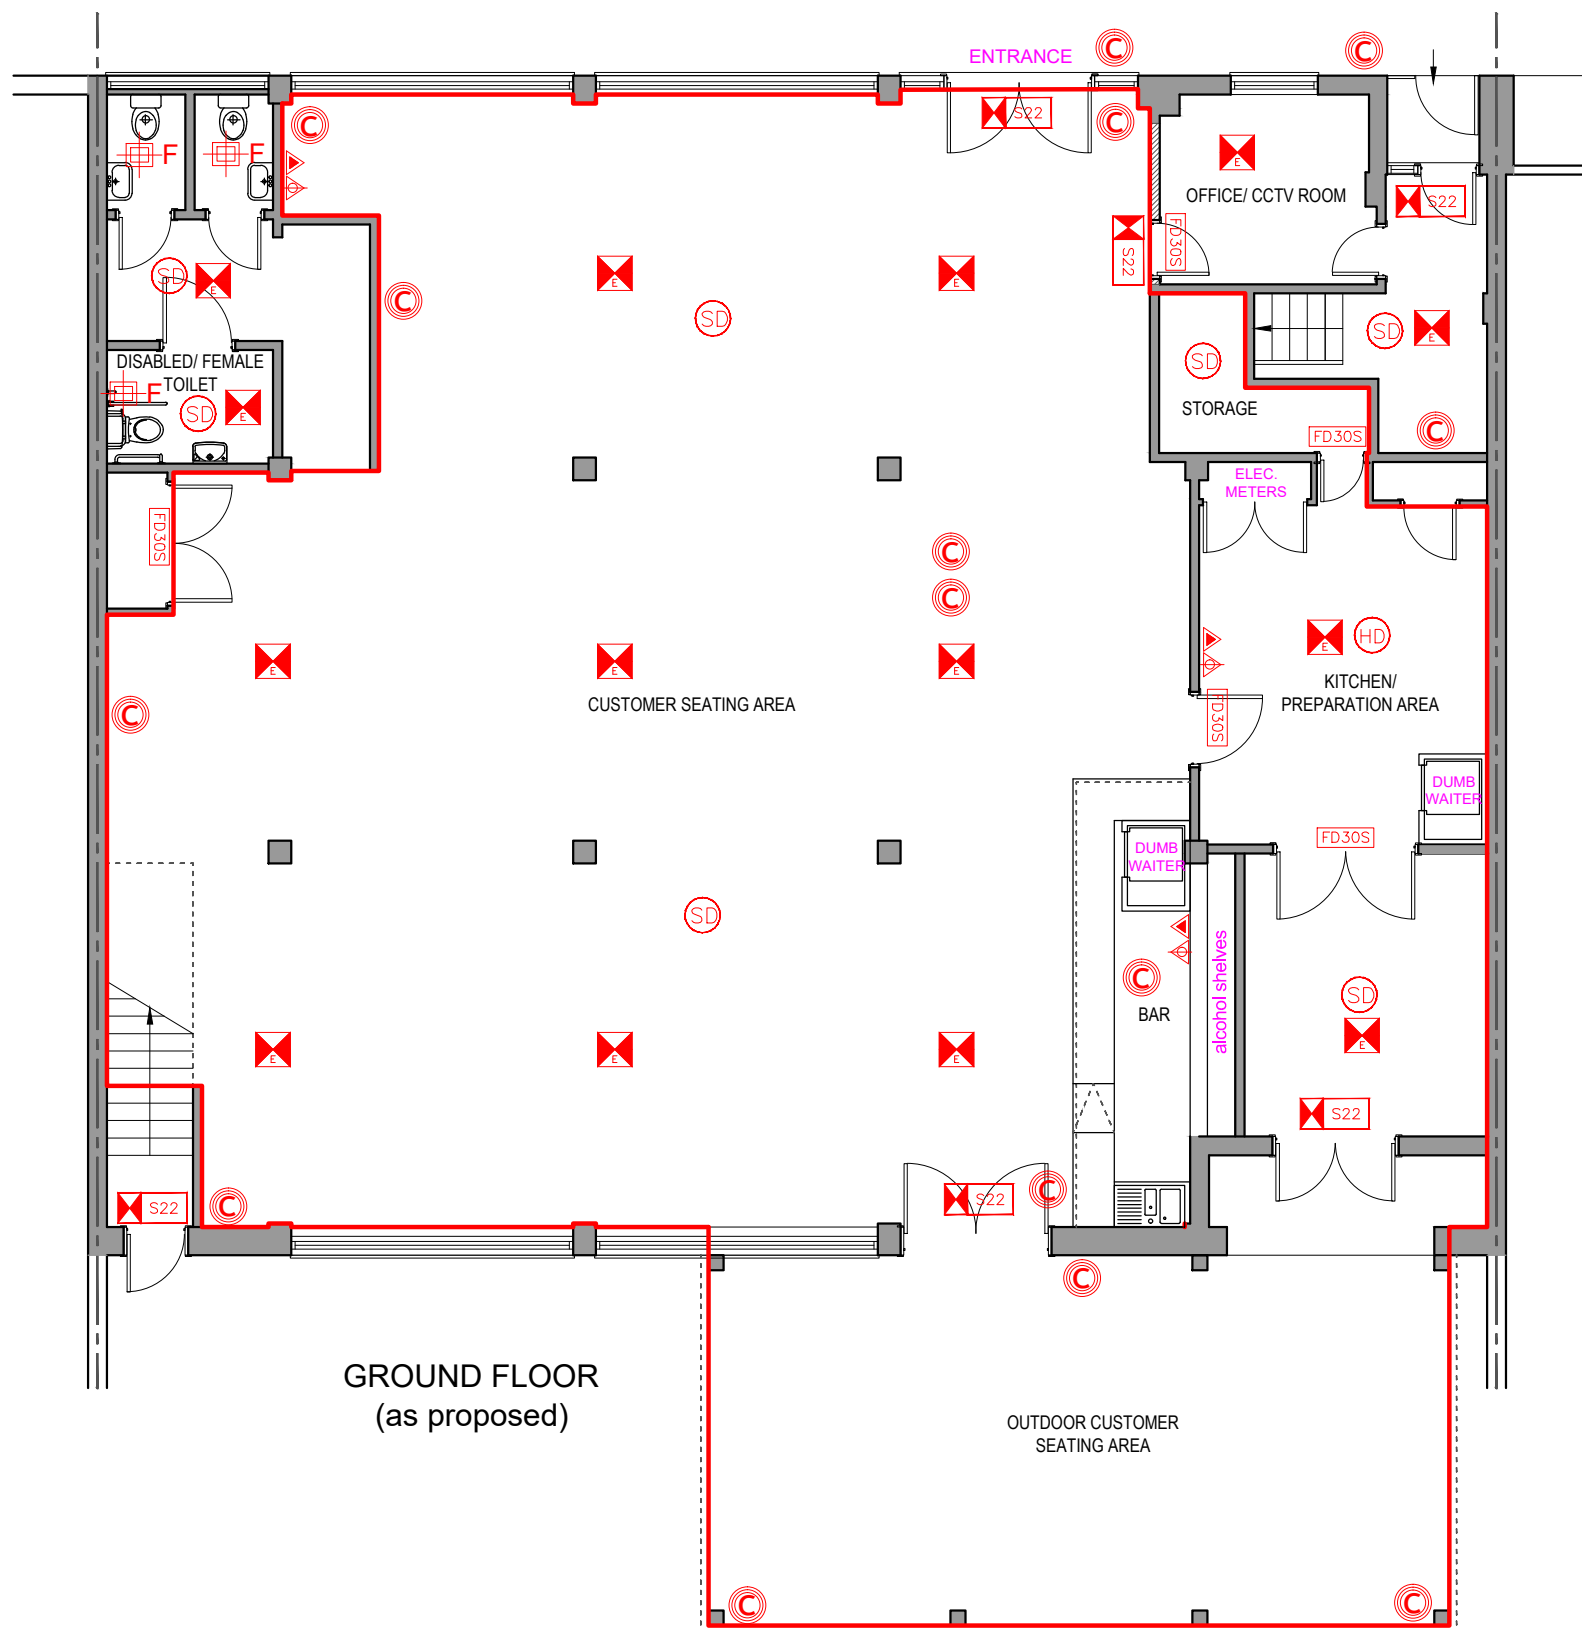 C
C
ENTRANCE
C
S22
C
F
F
E
OFFICE/ CCTV ROOM
S22
FD30S
S22
SD
E
E
E
C
SD
SD
E
SD
DISABLED/ FEMALE
TOILET
F
SD
E
STORAGE
C
FD30S
ELEC.
METERS
FD30S
C
C
E
E
E
E
HD
KITCHEN/
PREPARATION AREA
C
CUSTOMER SEATING AREA
FD30S
DUMB
WAITER
FD30S
DUMB
WAITER
SD
alcohol shelves
C
SD
BAR
E
E
E
E
S22
C
S22
C
S22
C
GROUND FLOOR
(as proposed)
OUTDOOR CUSTOMER
SEATING AREA
C
C